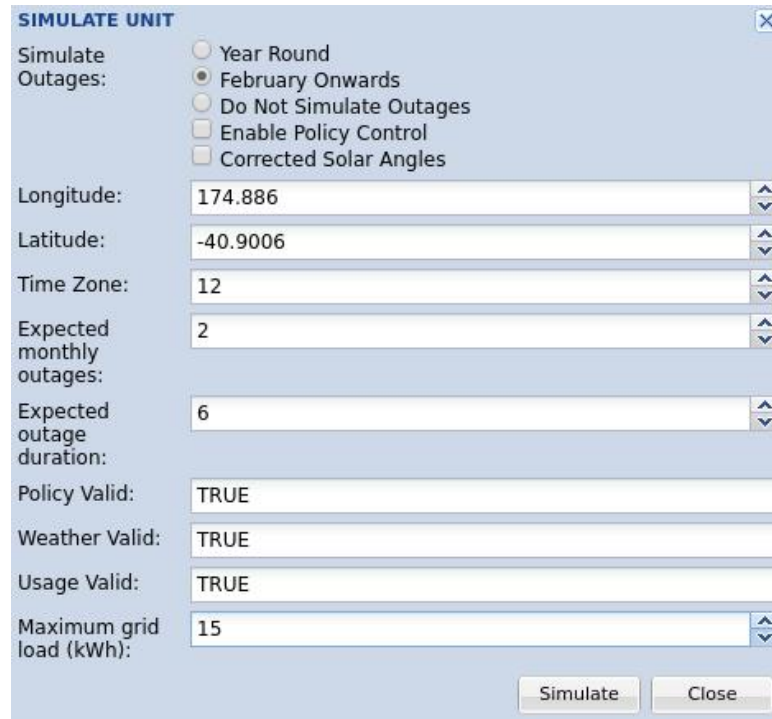 SIMULATE UNIT
Simulate
Outages:
Year Round
February Onwards
Do Not Simulate Outages
Enable Policy Control
Corrected Solar Angles
Longitude:
174.886
Latitude:
-40.9006
Time Zone:
12
Expected
monthly
outages:
2
Expected
outage
duration:
6
Policy Valid:
TRUE
Weather Valid:
TRUE
Usage Valid:
TRUE
Maximum grid
load (kWh):
15
Simulate
Close